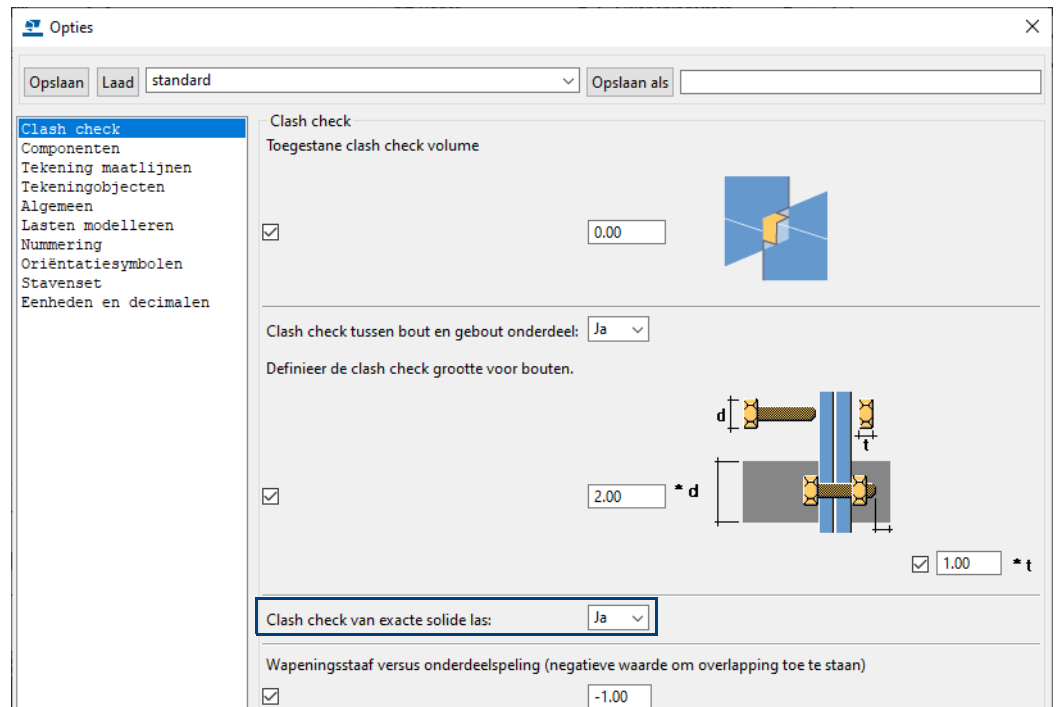 Opties
Opslaan Laad standard Opslaan als
Clash check
Componenten
Tekening maatlijnen
Tekeningobjecten
Algemeen
Lasten modelleren
Nummering
Oriëntatiesymbolen
Stavenset
Eenheden en decimalen
Clash check
Toegestane clash check volume
0.00
Clash check tussen bout en gebout onderdeel: Ja
Definieer de clash check grootte voor bouten.
d
t
2.00 * d
1.00 * t
Clash check van exacte solide las: Ja
Wapeningsstaaf versus onderdeelspeling (negatieve waarde om overlapping toe te staan)
-1.00